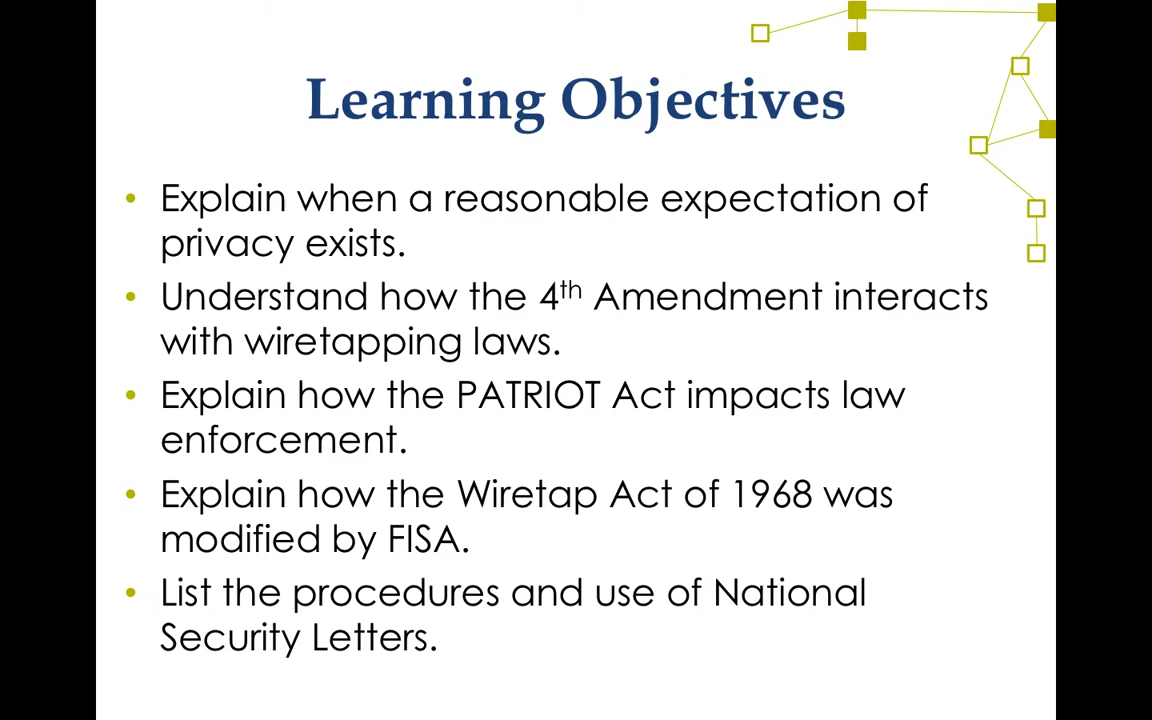 Learning Objectives
• Explain when a reasonable expectation of
privacy exists.
• Understand how the 4th Amendment interacts
with wiretapping laws.
• Explain how the PATRIOT Act impacts law
enforcement.
• Explain how the Wiretap Act of 1968 was
modified by FISA.
• List the procedures and use of National
Security Letters.